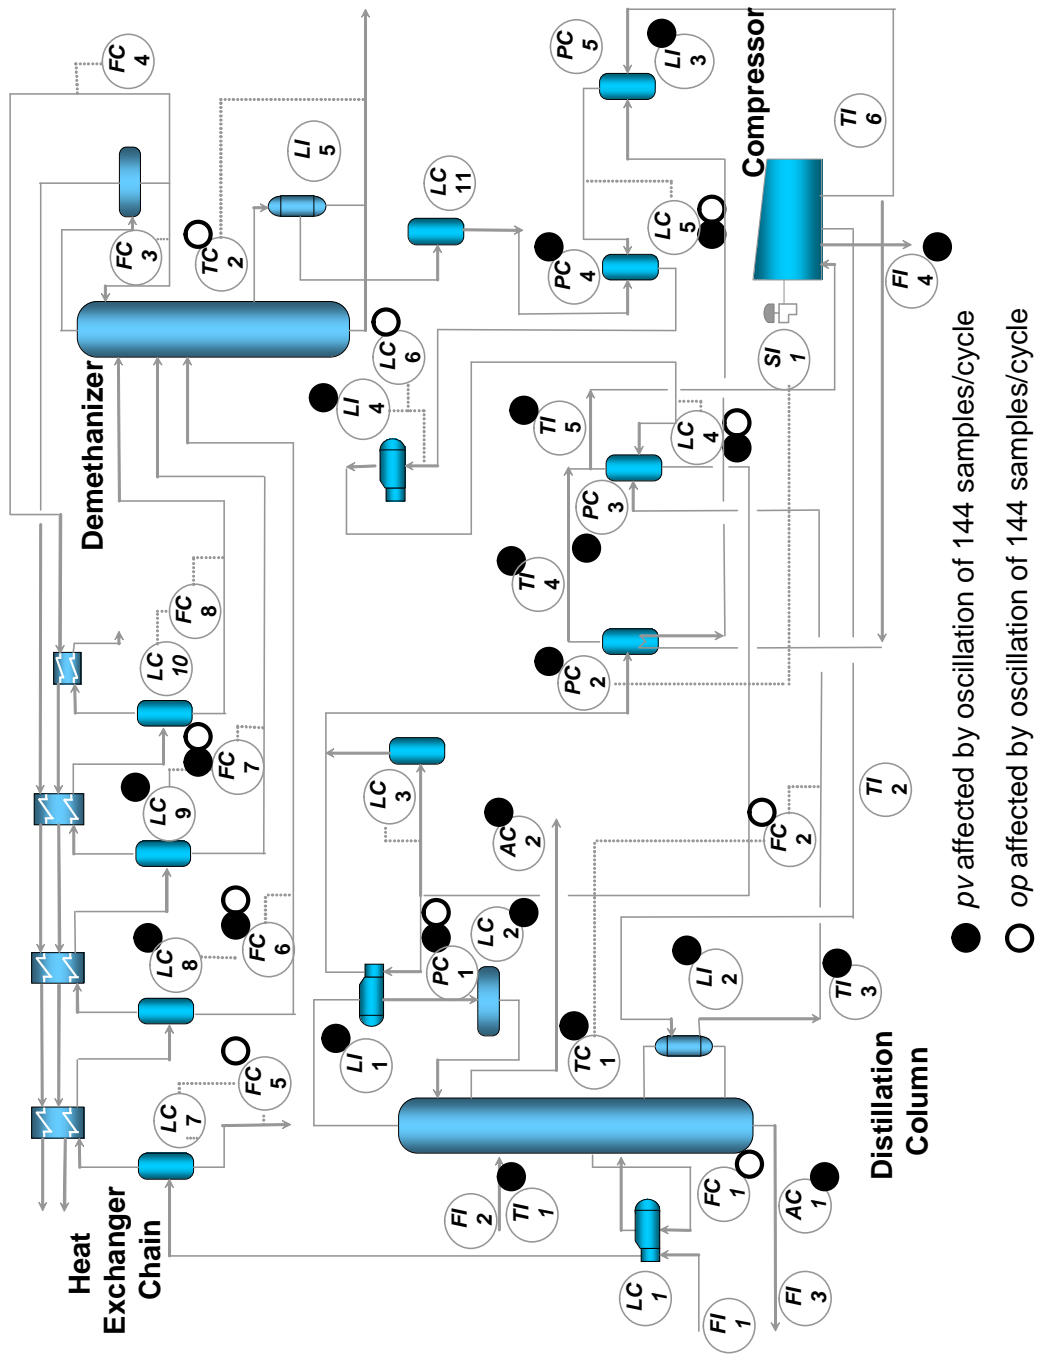 Heat
Exchanger
Chain
Demethanizer
FC
4
FC
3
TC
2
LI
5
LC
7
FC
5
LC
8
FC
6
LC
9
FC
7
LC
10
FC
8
LI
4
LC
6
LC
11
LI
1
PC
1
LC
2
LC
3
AC
2
FI
2
TI
1
TC
1
TI
4
TI
5
PC
2
PC
3
PC
4
PC
5
LC
1
FI
1
FC
1
LI
2
LC
4
LC
5
LI
3
AC
1
FI
3
TI
3
FC
2
SI
1
Compressor
TI
6
FI
4
TI
2
Distillation
Column
pv affected by oscillation of 144 samples/cycle
op affected by oscillation of 144 samples/cycle